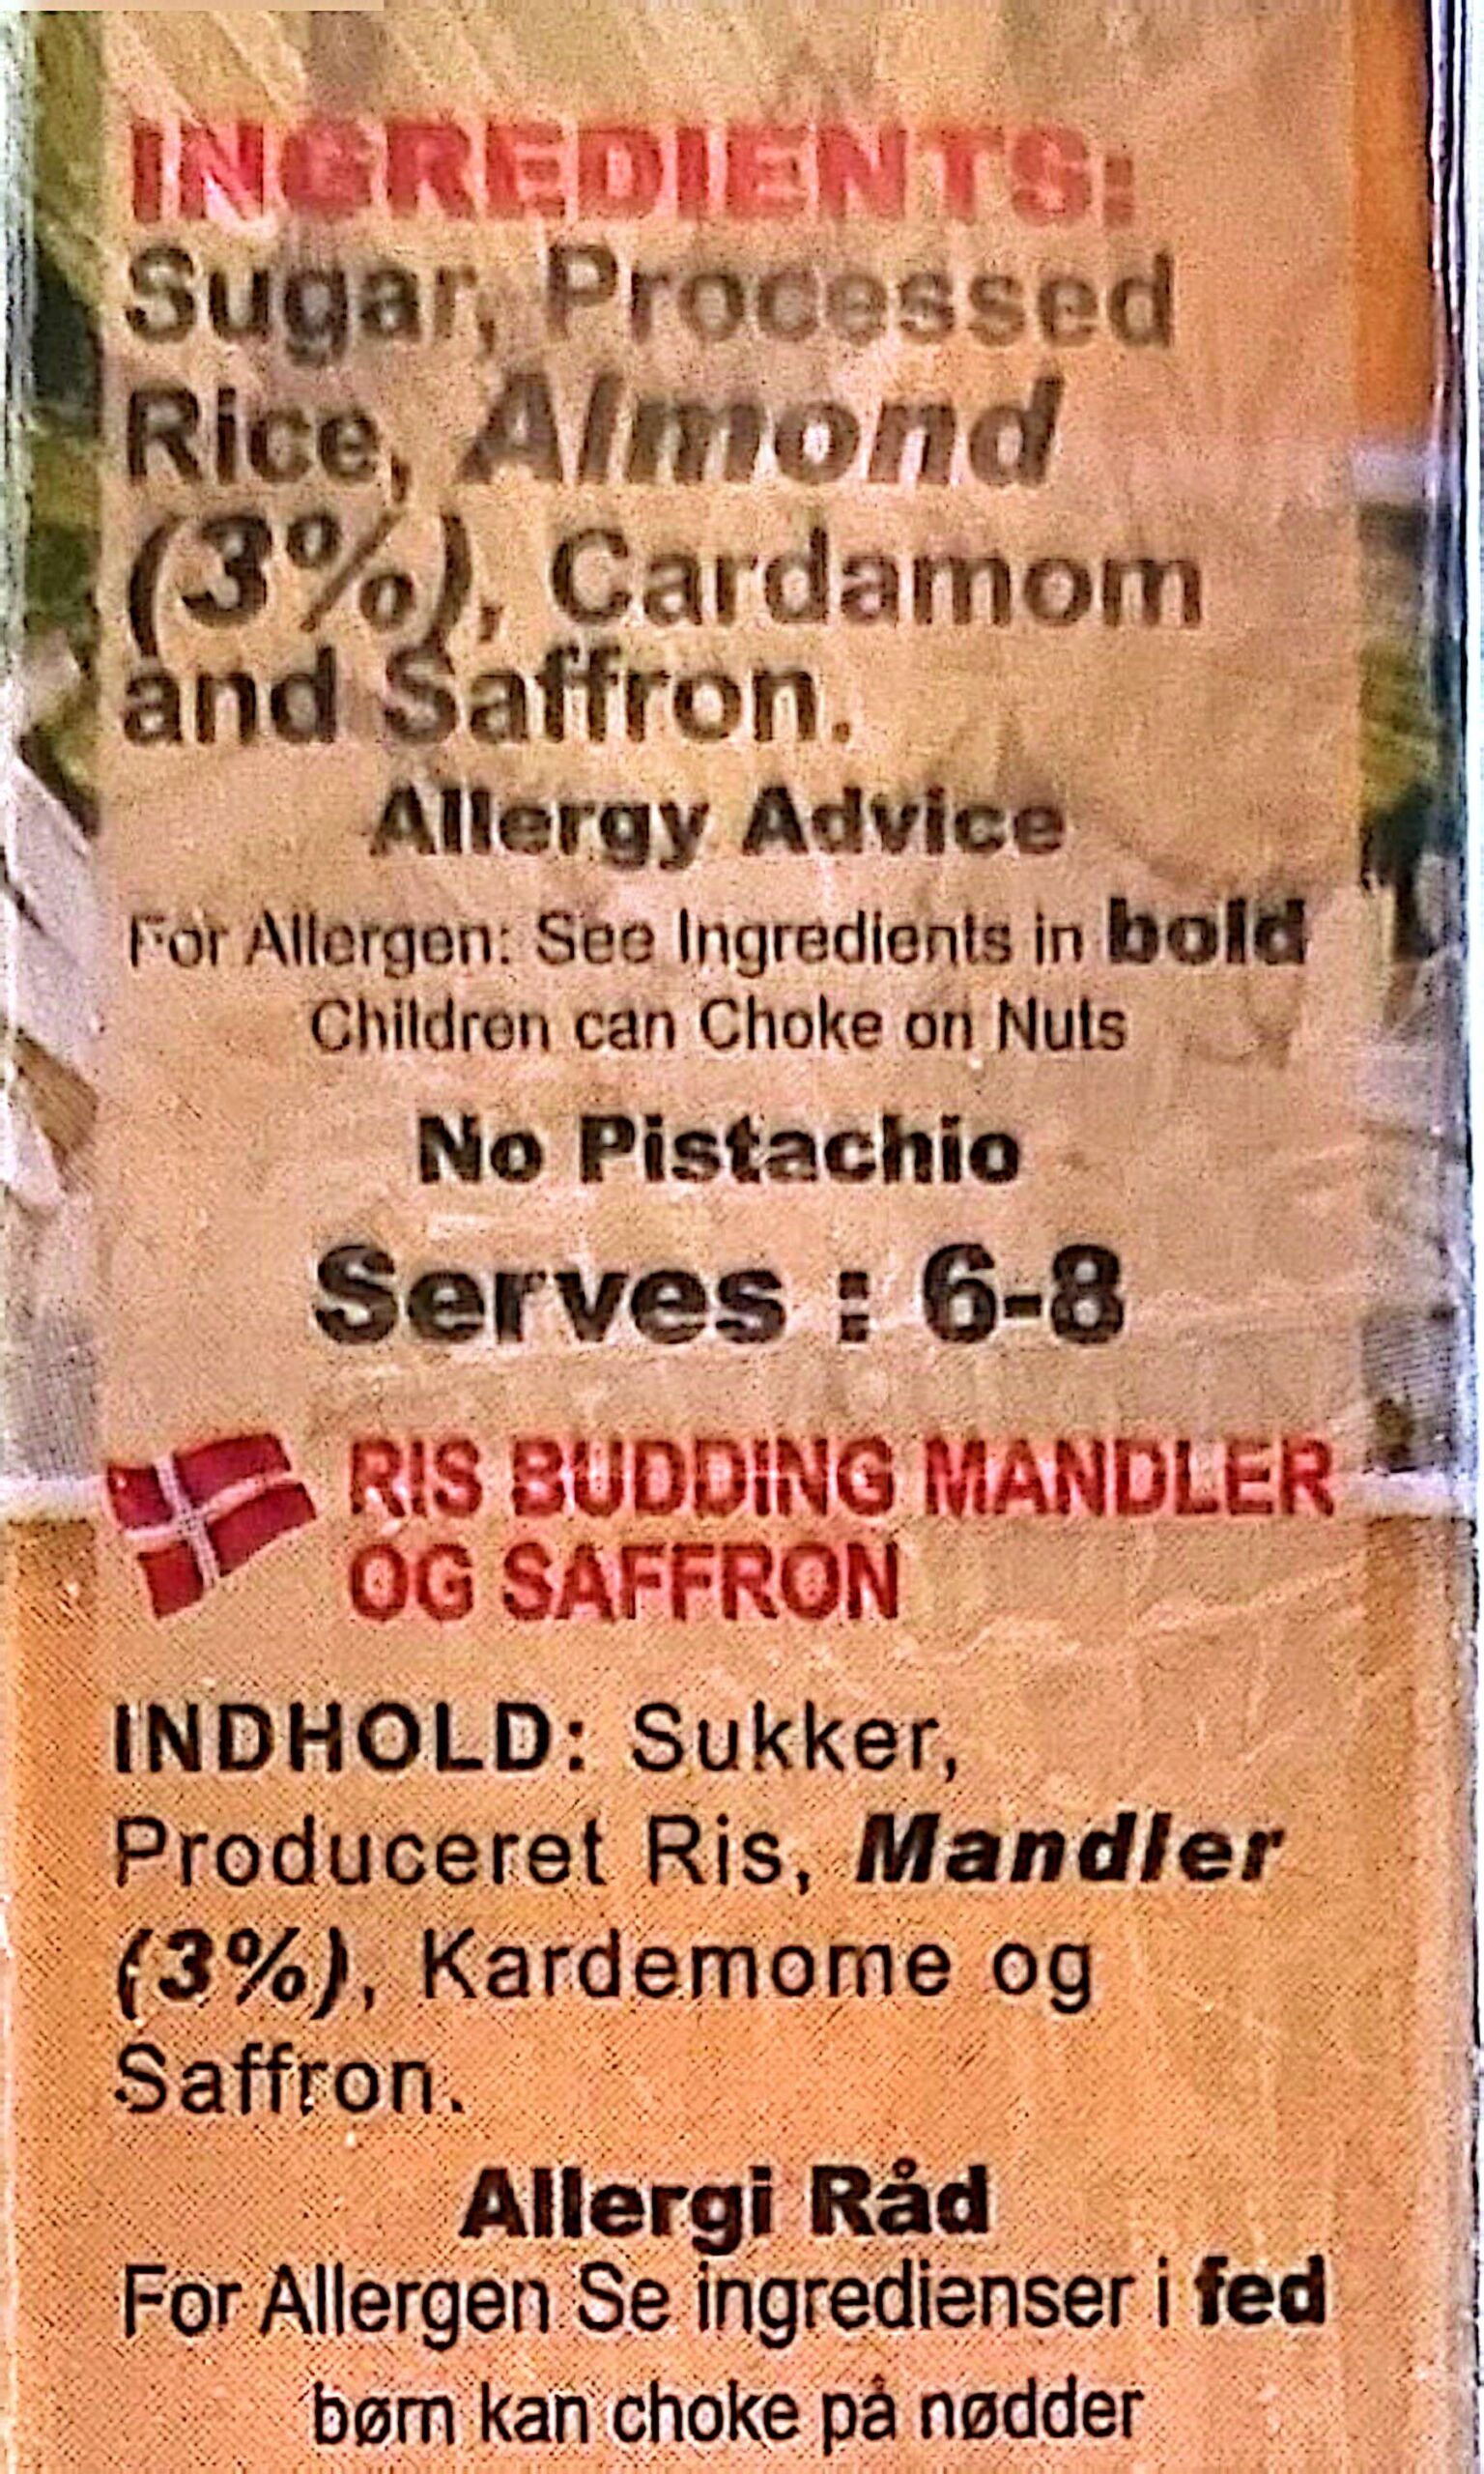 INGREDIENTS:
Sugar, Processed
Rice, Almond
(3%), Cardamom
and Saffron.
Allergy Advice
For Allergen: See Ingredients in bold
Children can Choke on Nuts
No Pistachio
Serves : 6-8
RIS BUDDING MANDLER
OG SAFFRON
INDHOLD: Sukker,
Produceret Ris, Mandler
(3%), Kardemome og
Saffron.
Allergi Råd
For Allergen Se ingredienser i fed
børn kan choke på nødder